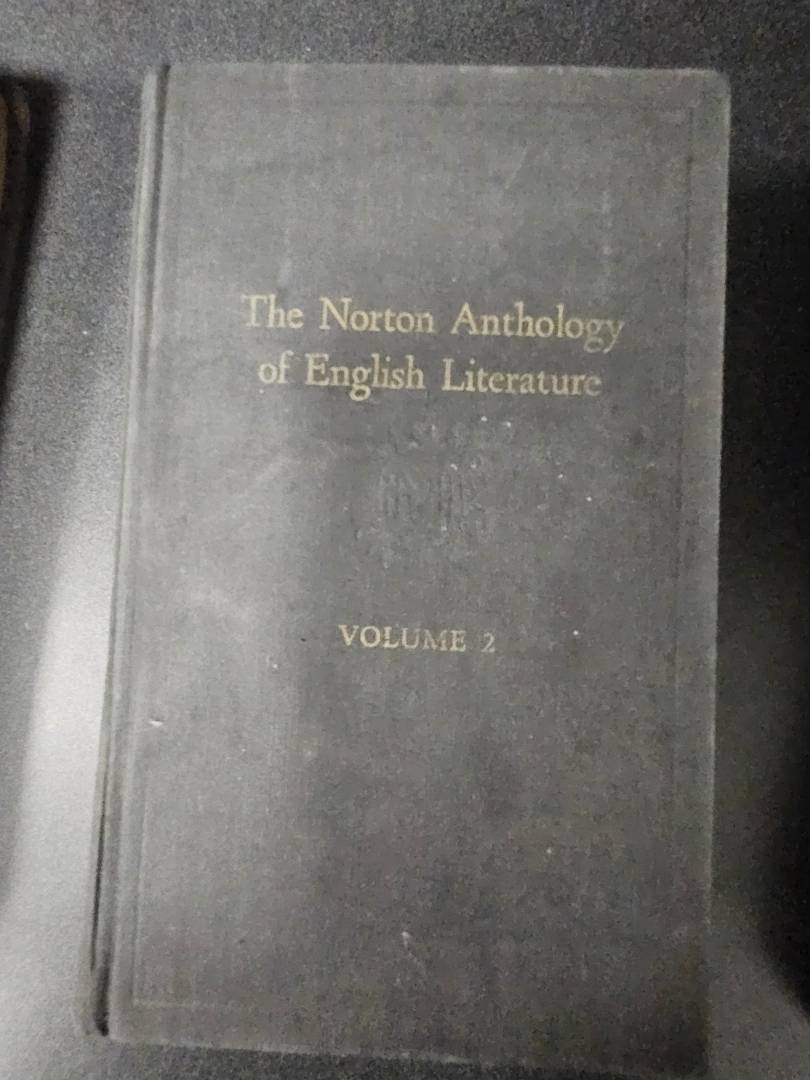 The Norton Anthology
of English Literature
VOLUME 2